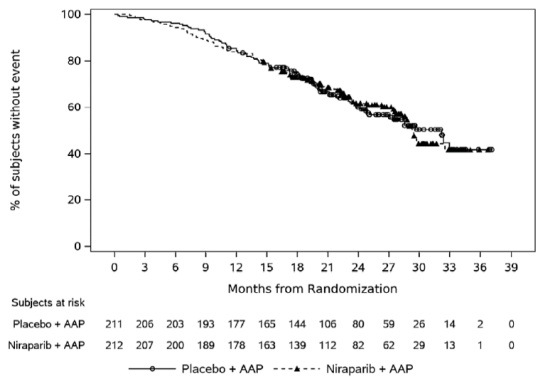 % of subjects without event
100
80
60
40
20
0
0 3 6 9 12 15 18 21 24 27 30 33 36 39
Months from Randomization
Subjects at risk
Placebo + AAP 211 206 203 193 177 165 144 106 80 59 26 14 2 0
Niraparib + AAP 212 207 200 189 178 163 139 112 82 62 29 13 1 0
Placebo + AAP Niraparib + AAP